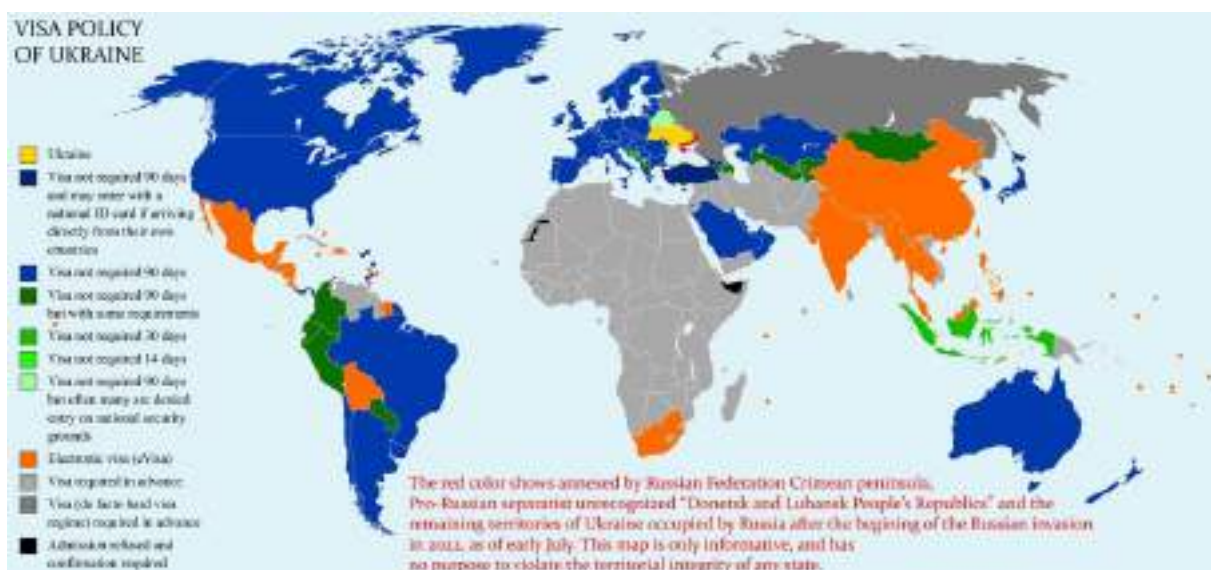 VISA POLICY
OF UKRAINE
Ukraine
Visa not required 90 days
and may enter with a
national ID card if arriving
directly from their own
countries
Visa not required 90 days
Visa not required 90 days
but with some requirements
Visa not required 30 days
Visa not required 14 days
Visa not required 90 days
but often many are denied
entry on national security
grounds
Electronic visa (eVisa)
Visa required in advance
Visa (de facto hard visa
regime) required in advance
Admission refused and
confirmation required
The red color shows annexed by Russian Federation Crimean peninsula,
Pro-Russian separatist unrecognized "Donetsk and Luhansk People's Republics" and the
remaining territories of Ukraine occupied by Russia after the begining of the Russian invasion
in 2022, as of early July. This map is only informative, and has
no purpose to violate the territorial integrity of any state.